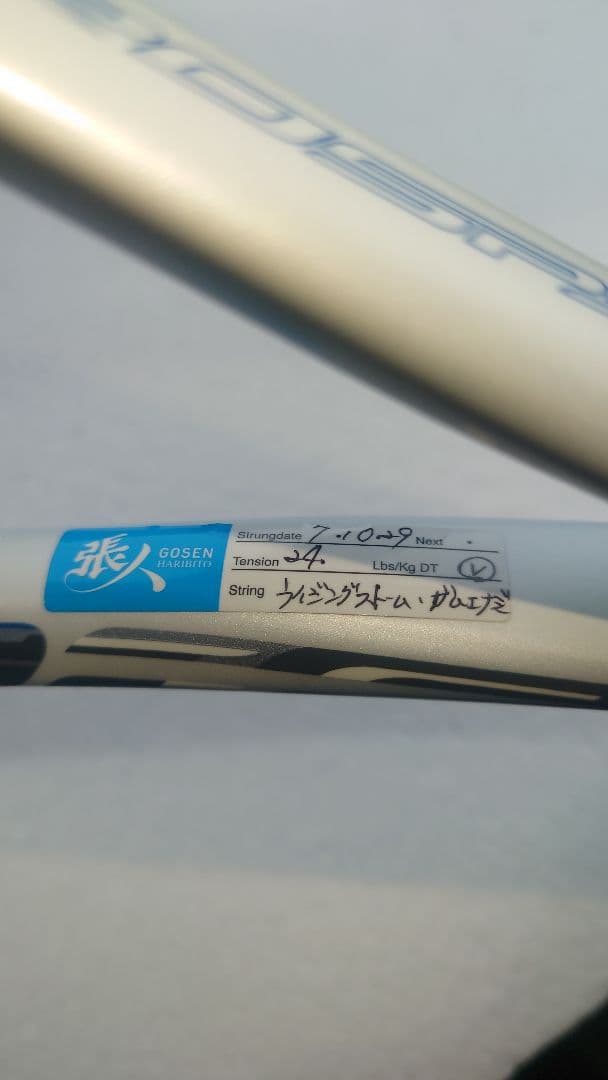 張人
GOSEN
HARIBITO
Strungdate 7.10.29 Next .
Tension 24. Lbs/Kg DT V
String ライジングストーム・ガムエナジ